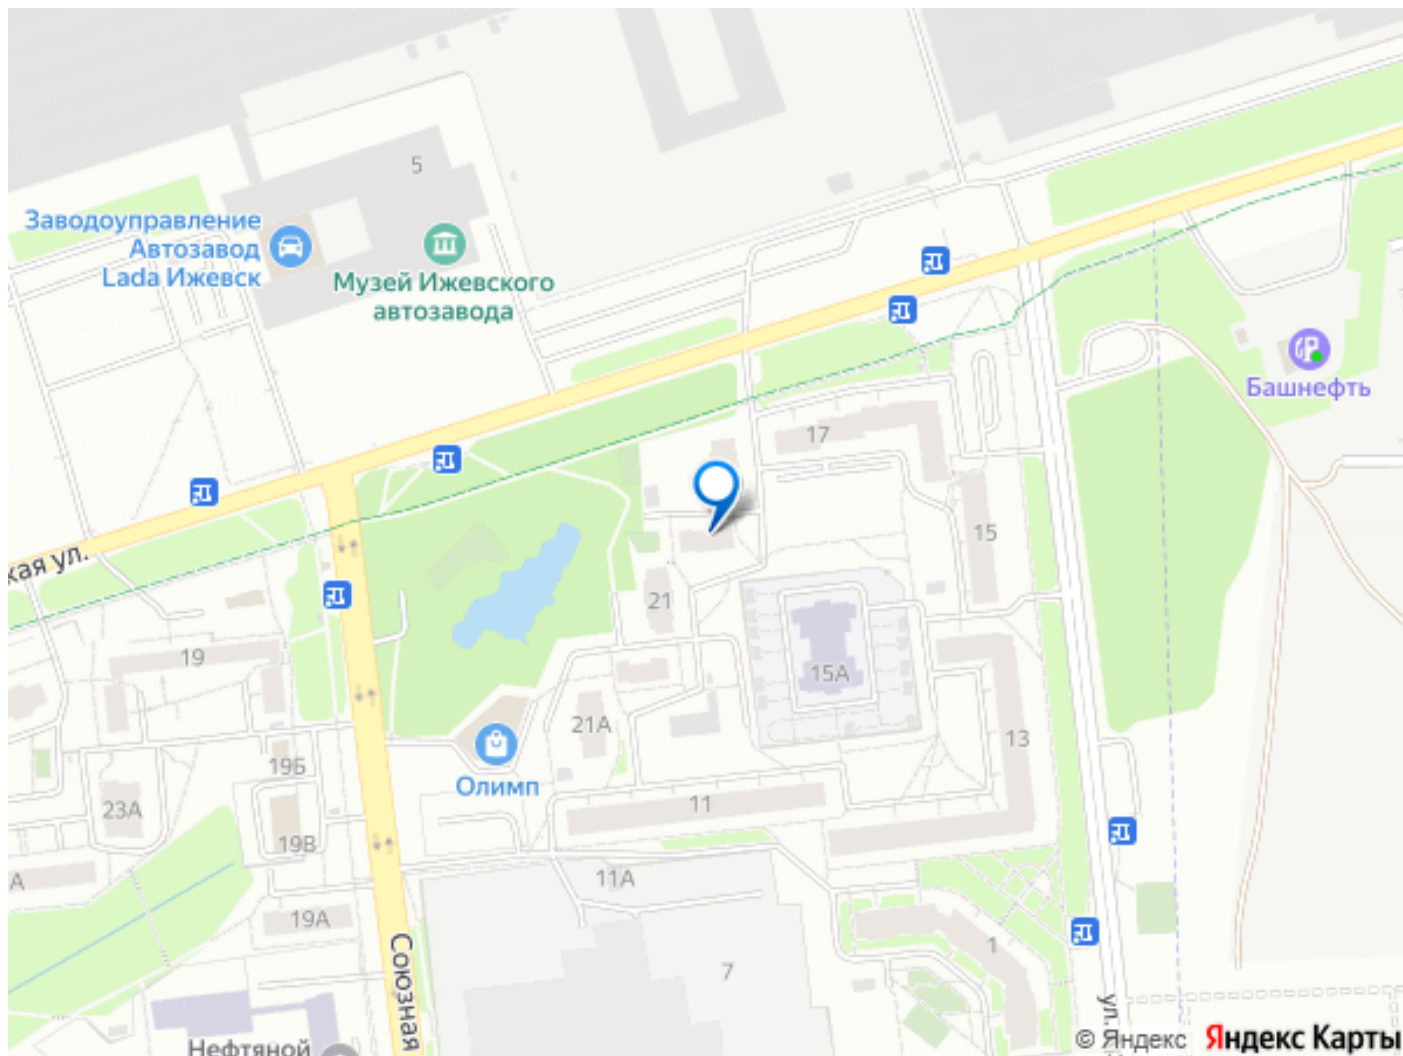 5
Заводоуправление
Автозавод
Lada Ижевск
Музей Ижевского
автозавода
Башнефть
17
кая ул.
15
21
19
15А
21А
13
19Б
Олимп
11
23А
19В
11А
А
19А
1
Союзная
7
ул.
Нефтяной
© Яндекс Яндекс Карты